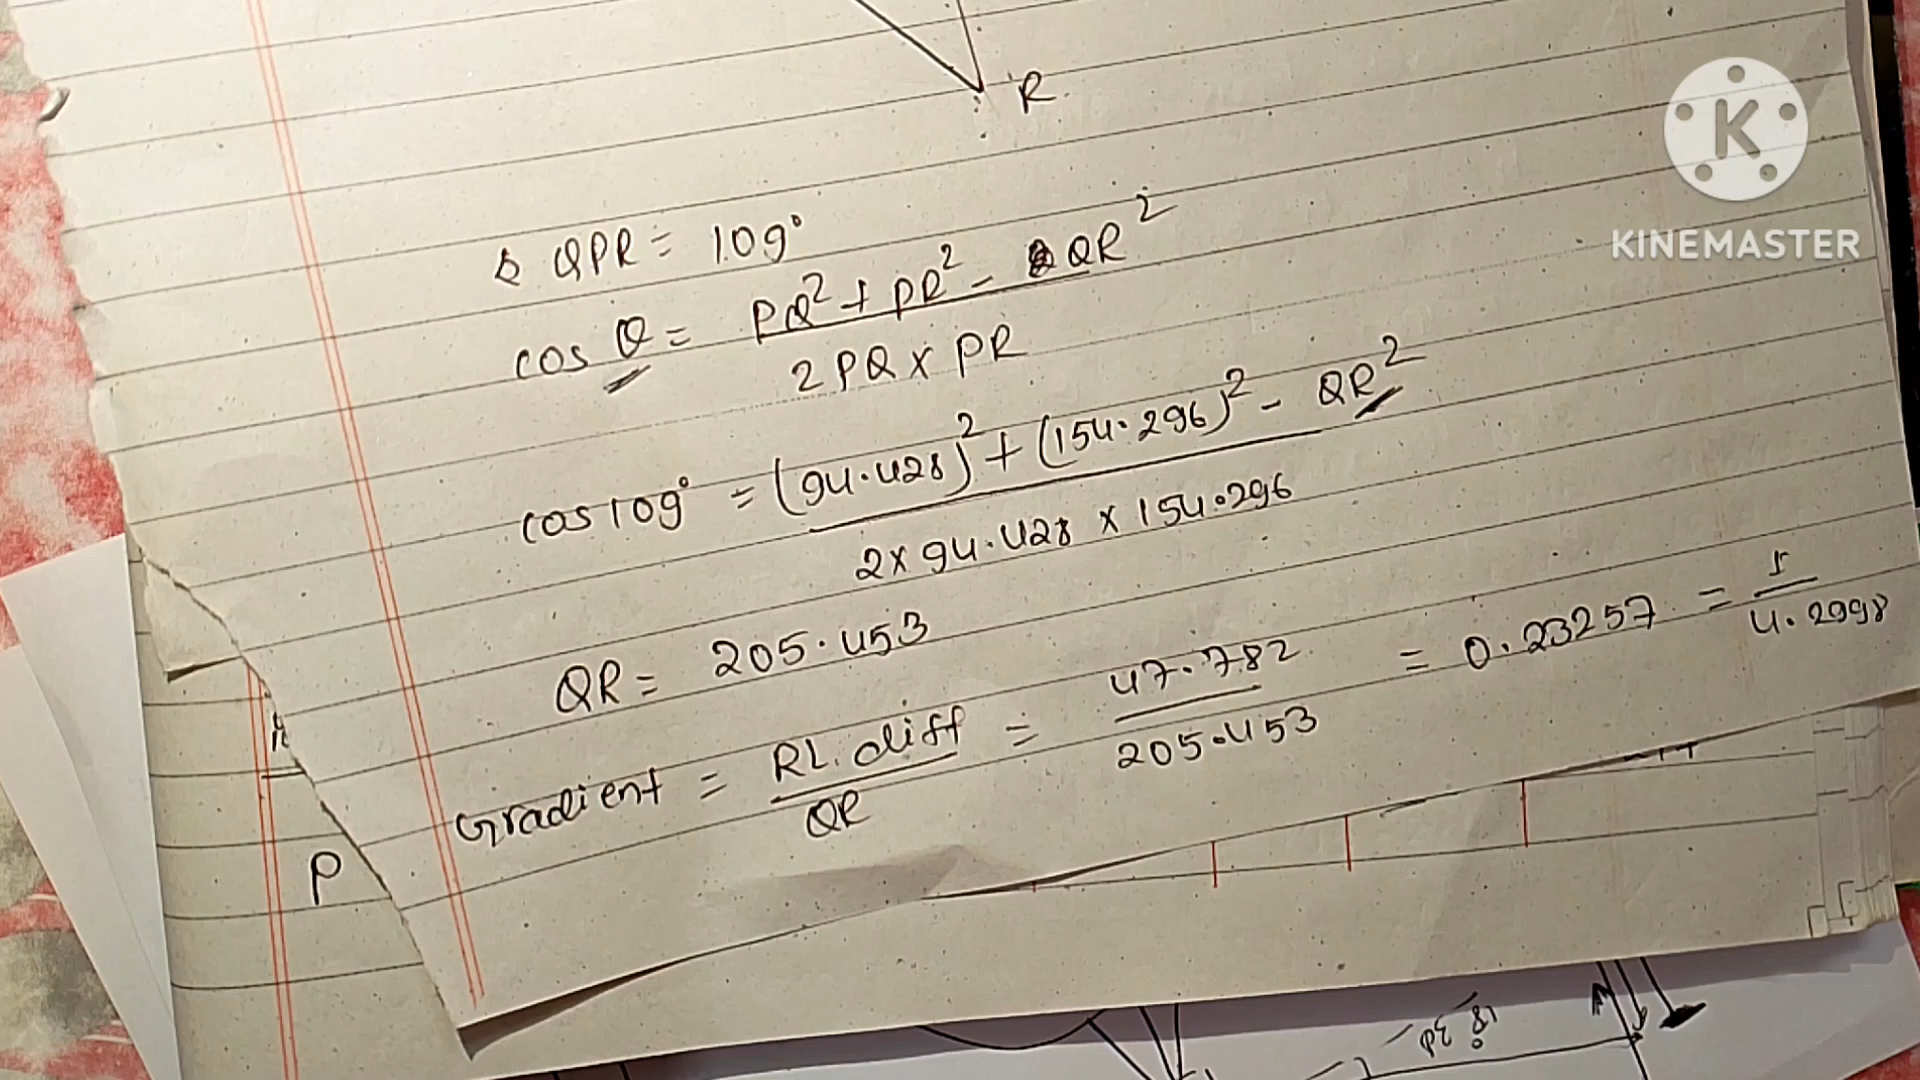 R
K
KINEMASTER
∆ QPR = 109°
cos Q = PQ² + PR² - QR² / 2 PQ x PR
cos 109° = (94.428)² + (154.296)² - QR² / 2 x 94.428 x 154.296
QR = 205.453
Gradient = RL. diff / QR = 47.782 / 205.453 = 0.23257 = 1 / 4.2998
P